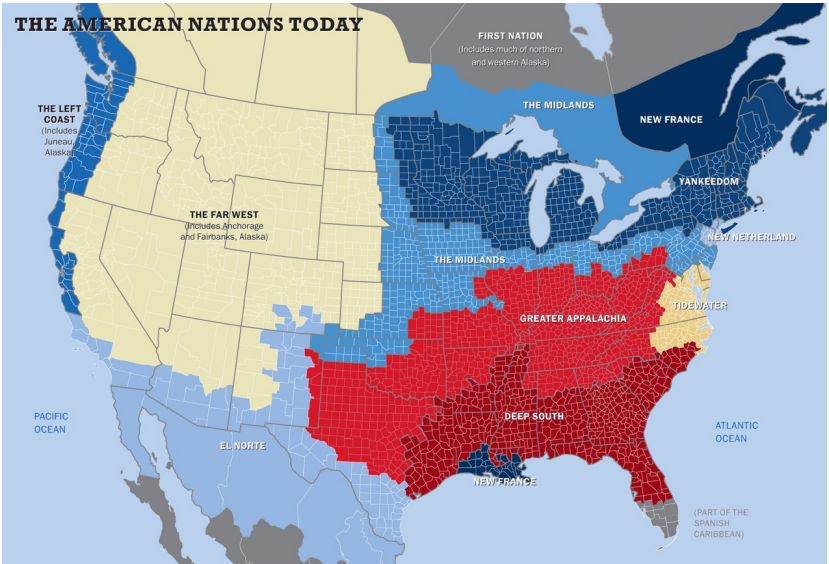 THE AMERICAN NATIONS TODAY
FIRST NATION
(Includes much of northern
and western Alaska)
THE LEFT
COAST
(Includes
Juneau,
Alaska)
THE MIDLANDS
NEW FRANCE
YANKEEDOM
THE FAR WEST
(Includes Anchorage
and Fairbanks, Alaska)
NEW NETHERLAND
THE MIDLANDS
TIDEWATER
GREATER APPALACHIA
PACIFIC
OCEAN
DEEP SOUTH
ATLANTIC
OCEAN
EL NORTE
NEW FRANCE
(PART OF THE
SPANISH
CARIBBEAN)